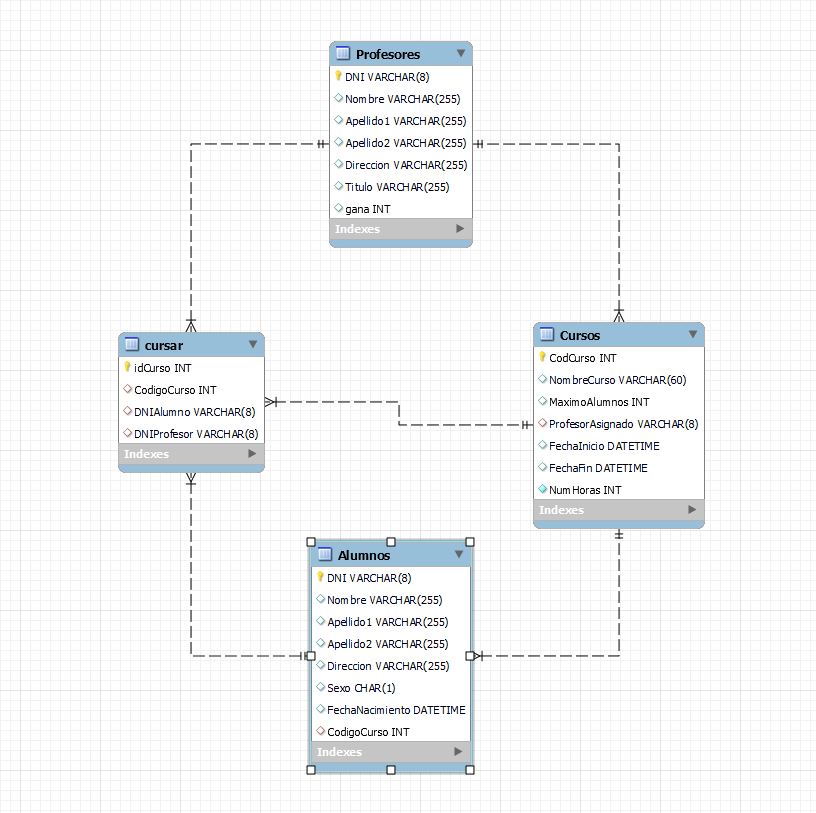 Profesores
DNI VARCHAR(8)
Nombre VARCHAR(255)
Apellido1 VARCHAR(255)
Apellido2 VARCHAR(255)
Direccion VARCHAR(255)
Titulo VARCHAR(255)
gana INT
Indexes
cursar
idCurso INT
CodigoCurso INT
DNIAlumno VARCHAR(8)
DNIProfesor VARCHAR(8)
Indexes
Cursos
CodCurso INT
NombreCurso VARCHAR(60)
MaximoAlumnos INT
ProfesorAsignado VARCHAR(8)
FechaInicio DATETIME
FechaFin DATETIME
NumHoras INT
Indexes
Alumnos
DNI VARCHAR(8)
Nombre VARCHAR(255)
Apellido1 VARCHAR(255)
Apellido2 VARCHAR(255)
Direccion VARCHAR(255)
Sexo CHAR(1)
FechaNacimiento DATETIME
CodigoCurso INT
Indexes